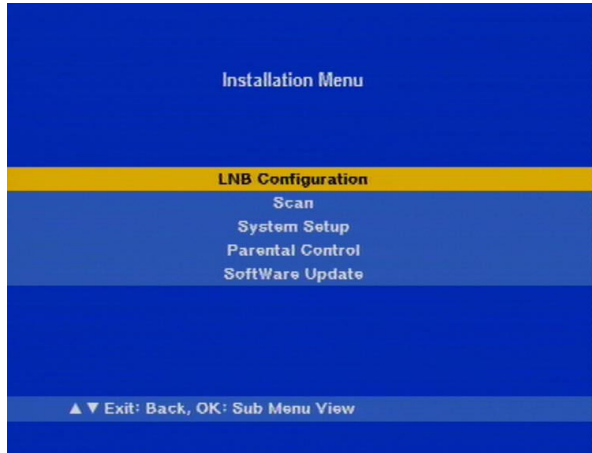 Installation Menu
LNB Configuration
Scan
System Setup
Parental Control
SoftWare Update
▲▼ Exit: Back, OK: Sub Menu View